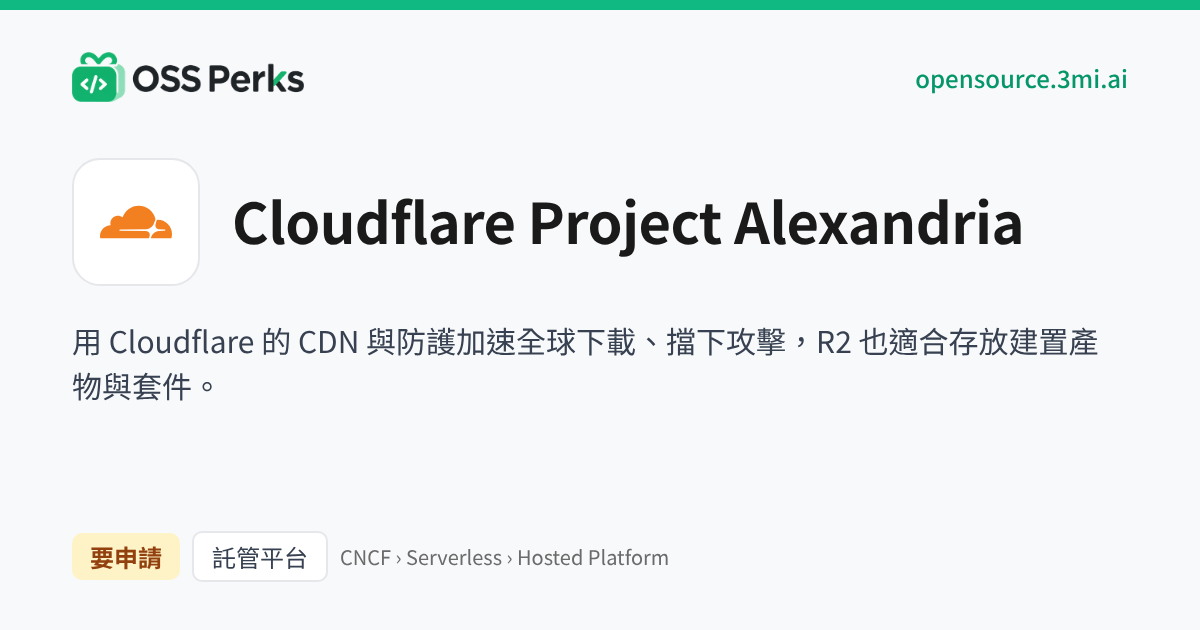 OSS Perks
opensource.3mi.ai
Cloudflare Project Alexandria
用 Cloudflare 的 CDN 與防護加速全球下載、擋下攻擊，R2 也適合存放建置產
物與套件。
要申請
託管平台
CNCF › Serverless › Hosted Platform